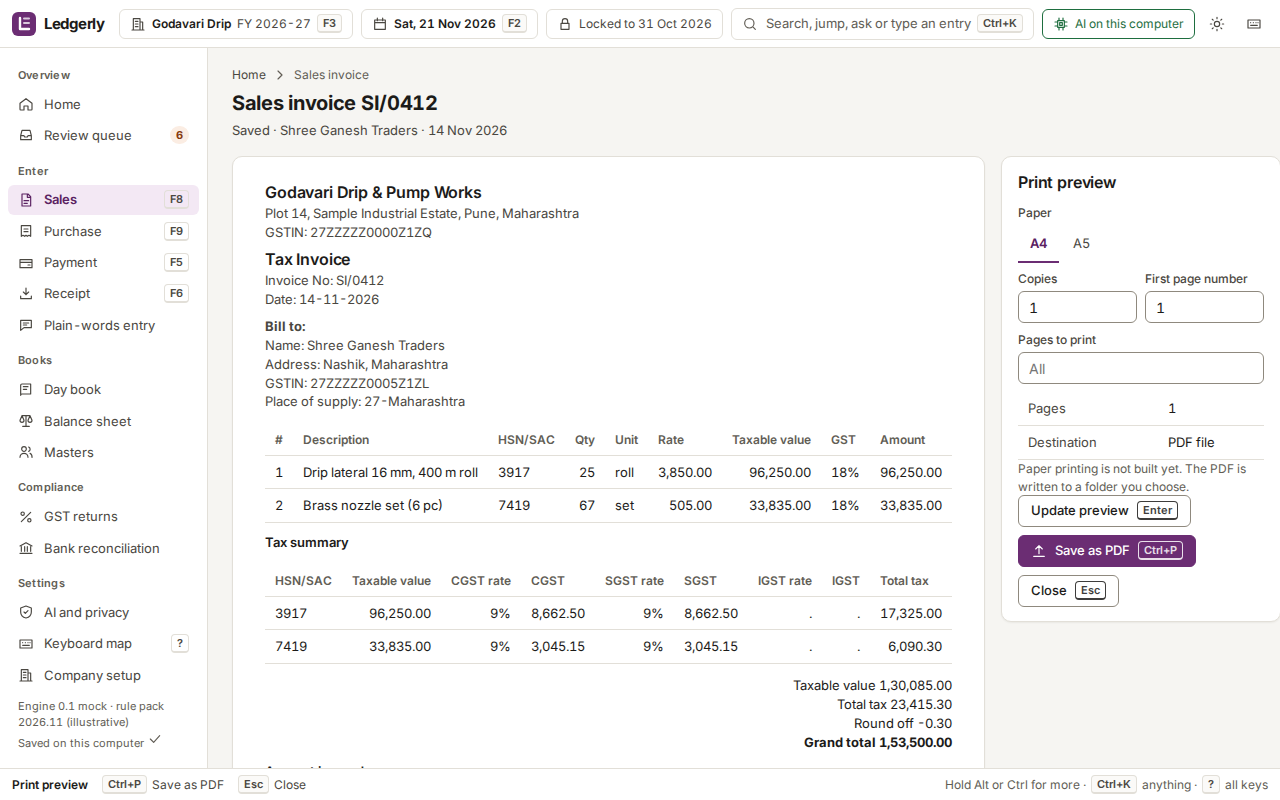 Ledgerly
Godavari Drip FY 2026-27 F3
Sat, 21 Nov 2026 F2
Locked to 31 Oct 2026
Search, jump, ask or type an entry Ctrl+K
AI on this computer
Overview
Home
Review queue 6
Enter
Sales F8
Purchase F9
Payment F5
Receipt F6
Plain-words entry
Books
Day book
Balance sheet
Masters
Compliance
GST returns
Bank reconciliation
Settings
AI and privacy
Keyboard map ?
Company setup
Engine 0.1 mock · rule pack
2026.11 (illustrative)
Saved on this computer
Home > Sales invoice
Sales invoice SI/0412
Saved · Shree Ganesh Traders · 14 Nov 2026
Godavari Drip & Pump Works
Plot 14, Sample Industrial Estate, Pune, Maharashtra
GSTIN: 27ZZZZZ0000Z1ZQ
Tax Invoice
Invoice No: SI/0412
Date: 14-11-2026
Bill to:
Name: Shree Ganesh Traders
Address: Nashik, Maharashtra
GSTIN: 27ZZZZZ0005Z1ZL
Place of supply: 27-Maharashtra
# Description HSN/SAC Qty Unit Rate Taxable value GST Amount
1 Drip lateral 16 mm, 400 m roll 3917 25 roll 3,850.00 96,250.00 18% 96,250.00
2 Brass nozzle set (6 pc) 7419 67 set 505.00 33,835.00 18% 33,835.00
Tax summary
HSN/SAC Taxable value CGST rate CGST SGST rate SGST IGST rate IGST Total tax
3917 96,250.00 9% 8,662.50 9% 8,662.50 . . 17,325.00
7419 33,835.00 9% 3,045.15 9% 3,045.15 . . 6,090.30
Taxable value 1,30,085.00
Total tax 23,415.30
Round off -0.30
Grand total 1,53,500.00
Print preview
Paper
A4 A5
Copies First page number
1 1
Pages to print
All
Pages 1
Destination PDF file
Paper printing is not built yet. The PDF is
written to a folder you choose.
Update preview Enter
Save as PDF Ctrl+P
Close Esc
Print preview Ctrl+P Save as PDF Esc Close
Hold Alt or Ctrl for more · Ctrl+K anything · ? all keys